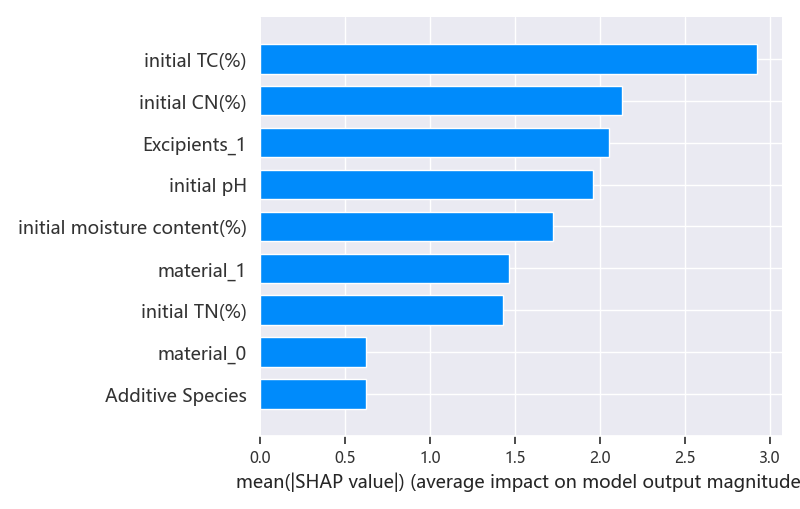 initial TC(%)
initial CN(%)
Excipients_1
initial pH
initial moisture content(%)
material_1
initial TN(%)
material_0
Additive Species
0.0 0.5 1.0 1.5 2.0 2.5 3.0
mean(|SHAP value|) (average impact on model output magnitude